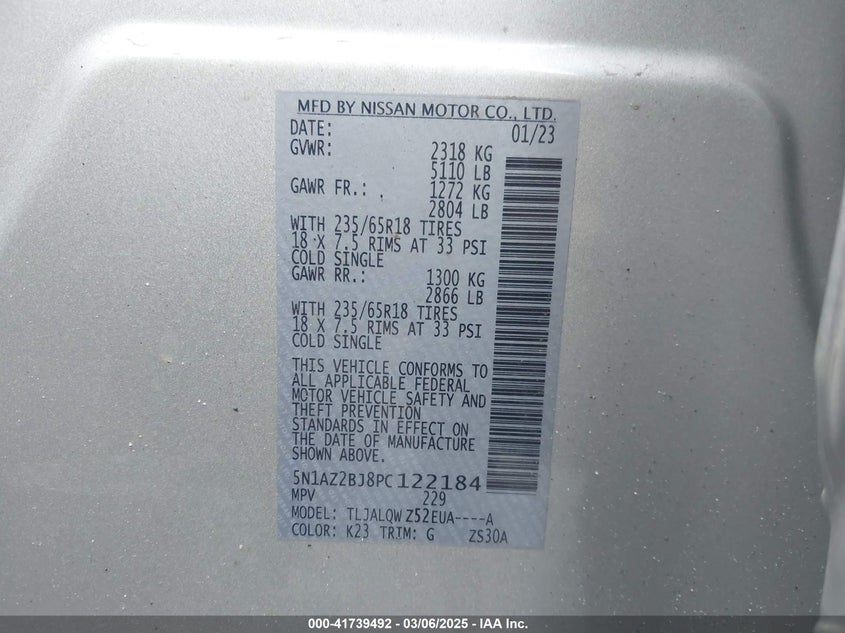 MFD BY NISSAN MOTOR CO., LTD.
DATE: 01/23
GVWR: 2318 KG
5110 LB
GAWR FR.: 1272 KG
2804 LB
WITH 235/65R18 TIRES
18 X 7.5 RIMS AT 33 PSI
COLD SINGLE
GAWR RR.: 1300 KG
2866 LB
WITH 235/65R18 TIRES
18 X 7.5 RIMS AT 33 PSI
COLD SINGLE
THIS VEHICLE CONFORMS TO
ALL APPLICABLE FEDERAL
MOTOR VEHICLE SAFETY AND
THEFT PREVENTION
STANDARDS IN EFFECT ON
THE DATE OF MANUFACTURE
SHOWN ABOVE.
5N1AZ2BJ8PC122184
MPV 229
MODEL: TLJALQW Z52EUA----A
COLOR: K23 TRIM: G ZS30A
000-41739492 - 03/06/2025 - IAA Inc.